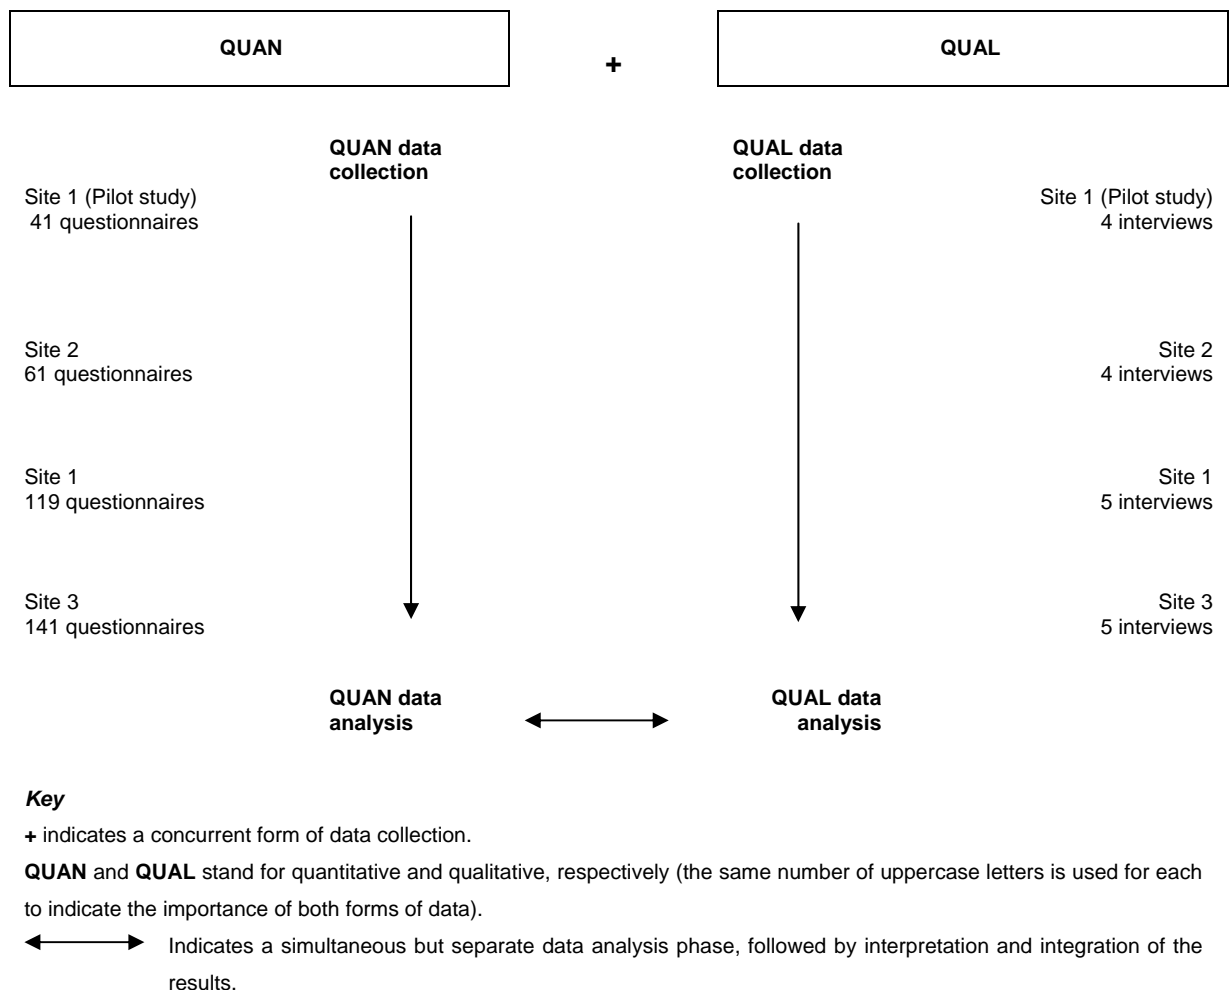 QUAN
+
QUAL
QUAN data
collection
QUAL data
collection
Site 1 (Pilot study)
41 questionnaires
Site 1 (Pilot study)
4 interviews
Site 2
61 questionnaires
Site 2
4 interviews
Site 1
119 questionnaires
Site 1
5 interviews
Site 3
141 questionnaires
Site 3
5 interviews
QUAN data
analysis
QUAL data
analysis
Key
+ indicates a concurrent form of data collection.
QUAN and QUAL stand for quantitative and qualitative, respectively (the same number of uppercase letters is used for each
to indicate the importance of both forms of data).
Indicates a simultaneous but separate data analysis phase, followed by interpretation and integration of the
results.